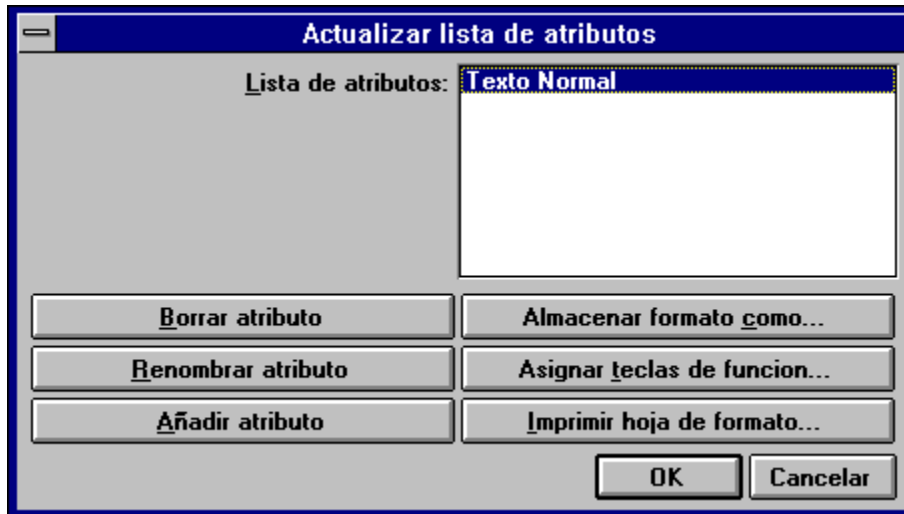 Actualizar lista de atributos
Lista de atributos: Texto Normal
Borrar atributo
Almacenar formato como...
Renombrar atributo
Asignar teclas de funcion...
Añadir atributo
Imprimir hoja de formato...
OK
Cancelar